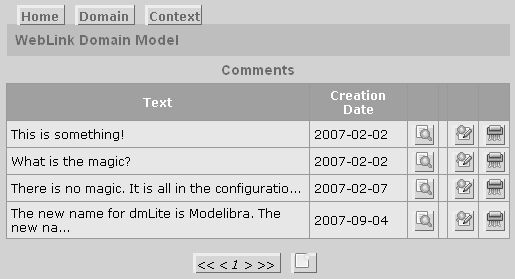 Home Domain Context
WebLink Domain Model
Comments
Text Creation Date
This is something! 2007-02-02
What is the magic? 2007-02-02
There is no magic. It is all in the configuratio... 2007-02-07
The new name for dmLite is Modelibra. The
new na... 2007-09-04
<< < 1 > >>